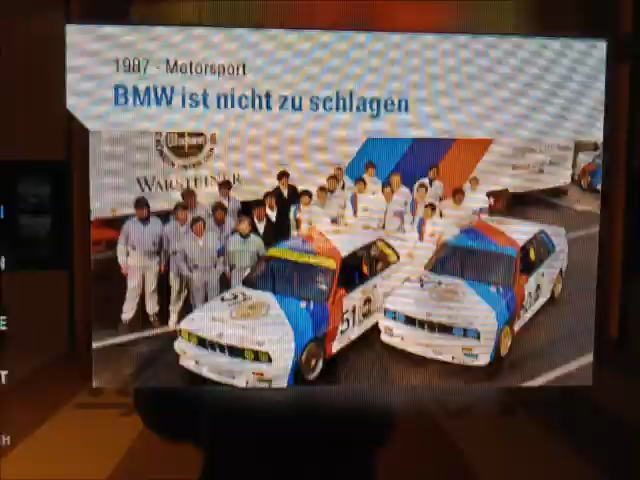 1987 - Motorsport
BMW ist nicht zu schlagen
WARSTEINER
51